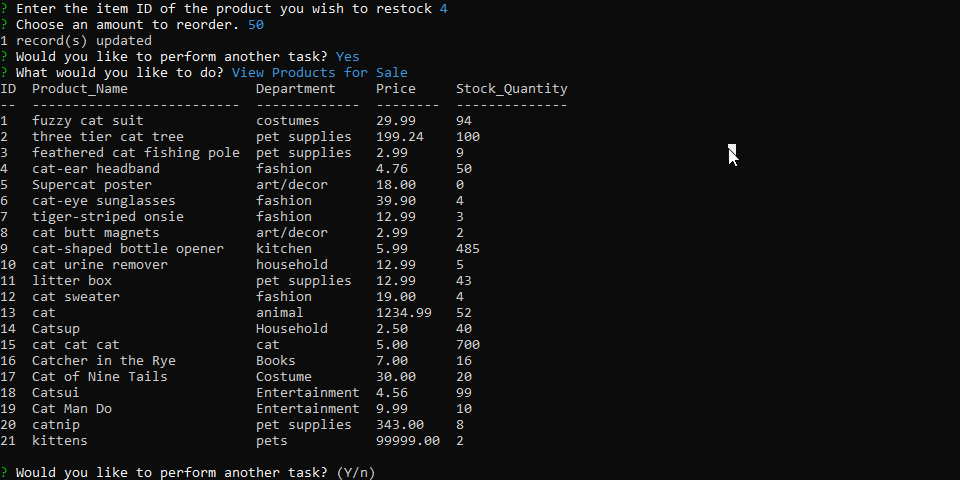 ? Enter the item ID of the product you wish to restock 4
? Choose an amount to reorder. 50
1 record(s) updated
? Would you like to perform another task? Yes
? What would you like to do? View Products for Sale
ID  Product_Name                Department     Price     Stock_Quantity
--  --------------------------  -------------  --------  --------------
1   fuzzy cat suit              costumes       29.99     94
2   three tier cat tree         pet supplies   199.24    100
3   feathered cat fishing pole  pet supplies   2.99      9
4   cat-ear headband            fashion        4.76      50
5   Supercat poster             art/decor      18.00     0
6   cat-eye sunglasses          fashion        39.90     4
7   tiger-striped onsie         fashion        12.99     3
8   cat butt magnets            art/decor      2.99      2
9   cat-shaped bottle opener    kitchen        5.99      485
10  cat urine remover           household      12.99     5
11  litter box                  pet supplies   12.99     43
12  cat sweater                 fashion        19.00     4
13  cat                         animal         1234.99   52
14  Catsup                      Household      2.50      40
15  cat cat cat                 cat            5.00      700
16  Catcher in the Rye          Books          7.00      16
17  Cat of Nine Tails           Costume        30.00     20
18  Catsui                      Entertainment  4.56      99
19  Cat Man Do                  Entertainment  9.99      10
20  catnip                      pet supplies   343.00    8
21  kittens                     pets           99999.00  2
? Would you like to perform another task? (Y/n)